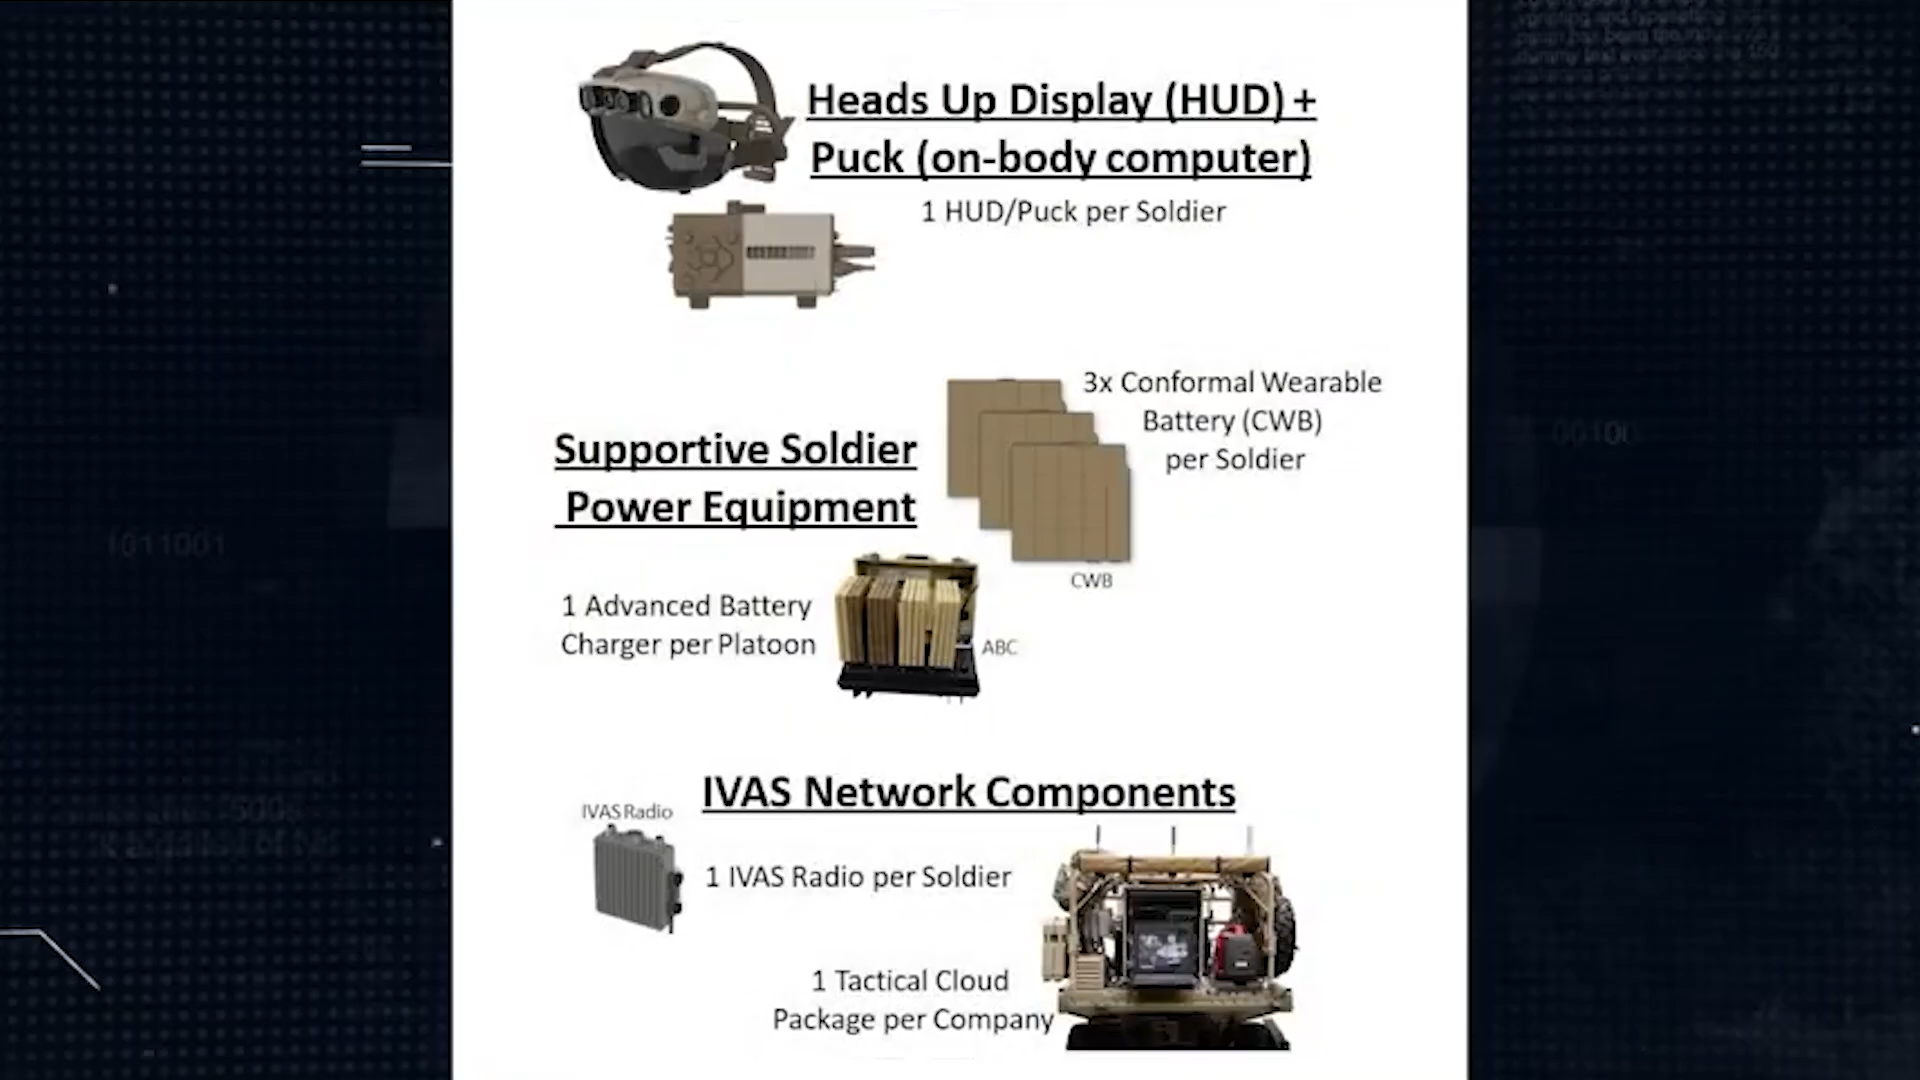 Heads Up Display (HUD) +
Puck (on-body computer)
1 HUD/Puck per Soldier
3x Conformal Wearable
Battery (CWB)
per Soldier
Supportive Soldier
Power Equipment
CWB
1 Advanced Battery
Charger per Platoon
ABC
IVAS Network Components
IVAS Radio
1 IVAS Radio per Soldier
1 Tactical Cloud
Package per Company
1011001
00100